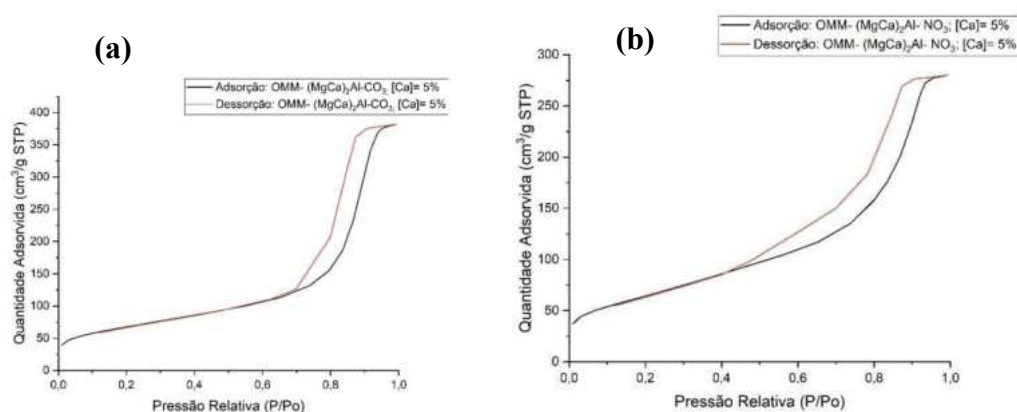 (a)
Adsorção: OMM- (MgCa)₂Al-CO₃; [Ca]= 5%
Dessorção: OMM- (MgCa)₂Al-CO₃; [Ca]= 5%
Quantidade Adsorvida (cm³/g STP)
400
350
300
250
200
150
100
50
0
0,0 0,2 0,4 0,6 0,8 1,0
Pressão Relativa (P/Po)
(b)
Adsorção: OMM- (MgCa)₂Al- NO₃; [Ca]= 5%
Dessorção: OMM- (MgCa)₂Al- NO₃; [Ca]= 5%
Quantidade Adsorvida (cm³/g STP)
300
250
200
150
100
50
0
0,0 0,2 0,4 0,6 0,8 1,0
Pressão Relativa (P/Po)